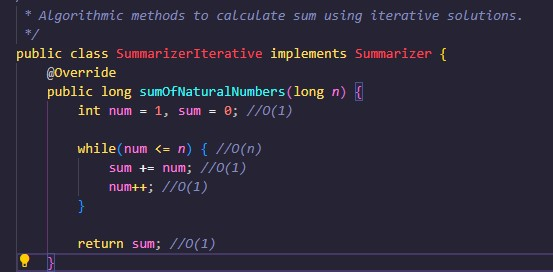 * Algorithmic methods to calculate sum using iterative solutions.
*/
public class SummarizerIterative implements Summarizer {
@Override
public long sumOfNaturalNumbers(long n) {
int num = 1, sum = 0; //O(1)
while(num <= n) { //O(n)
sum += num; //O(1)
num++; //O(1)
}
return sum; //O(1)
}